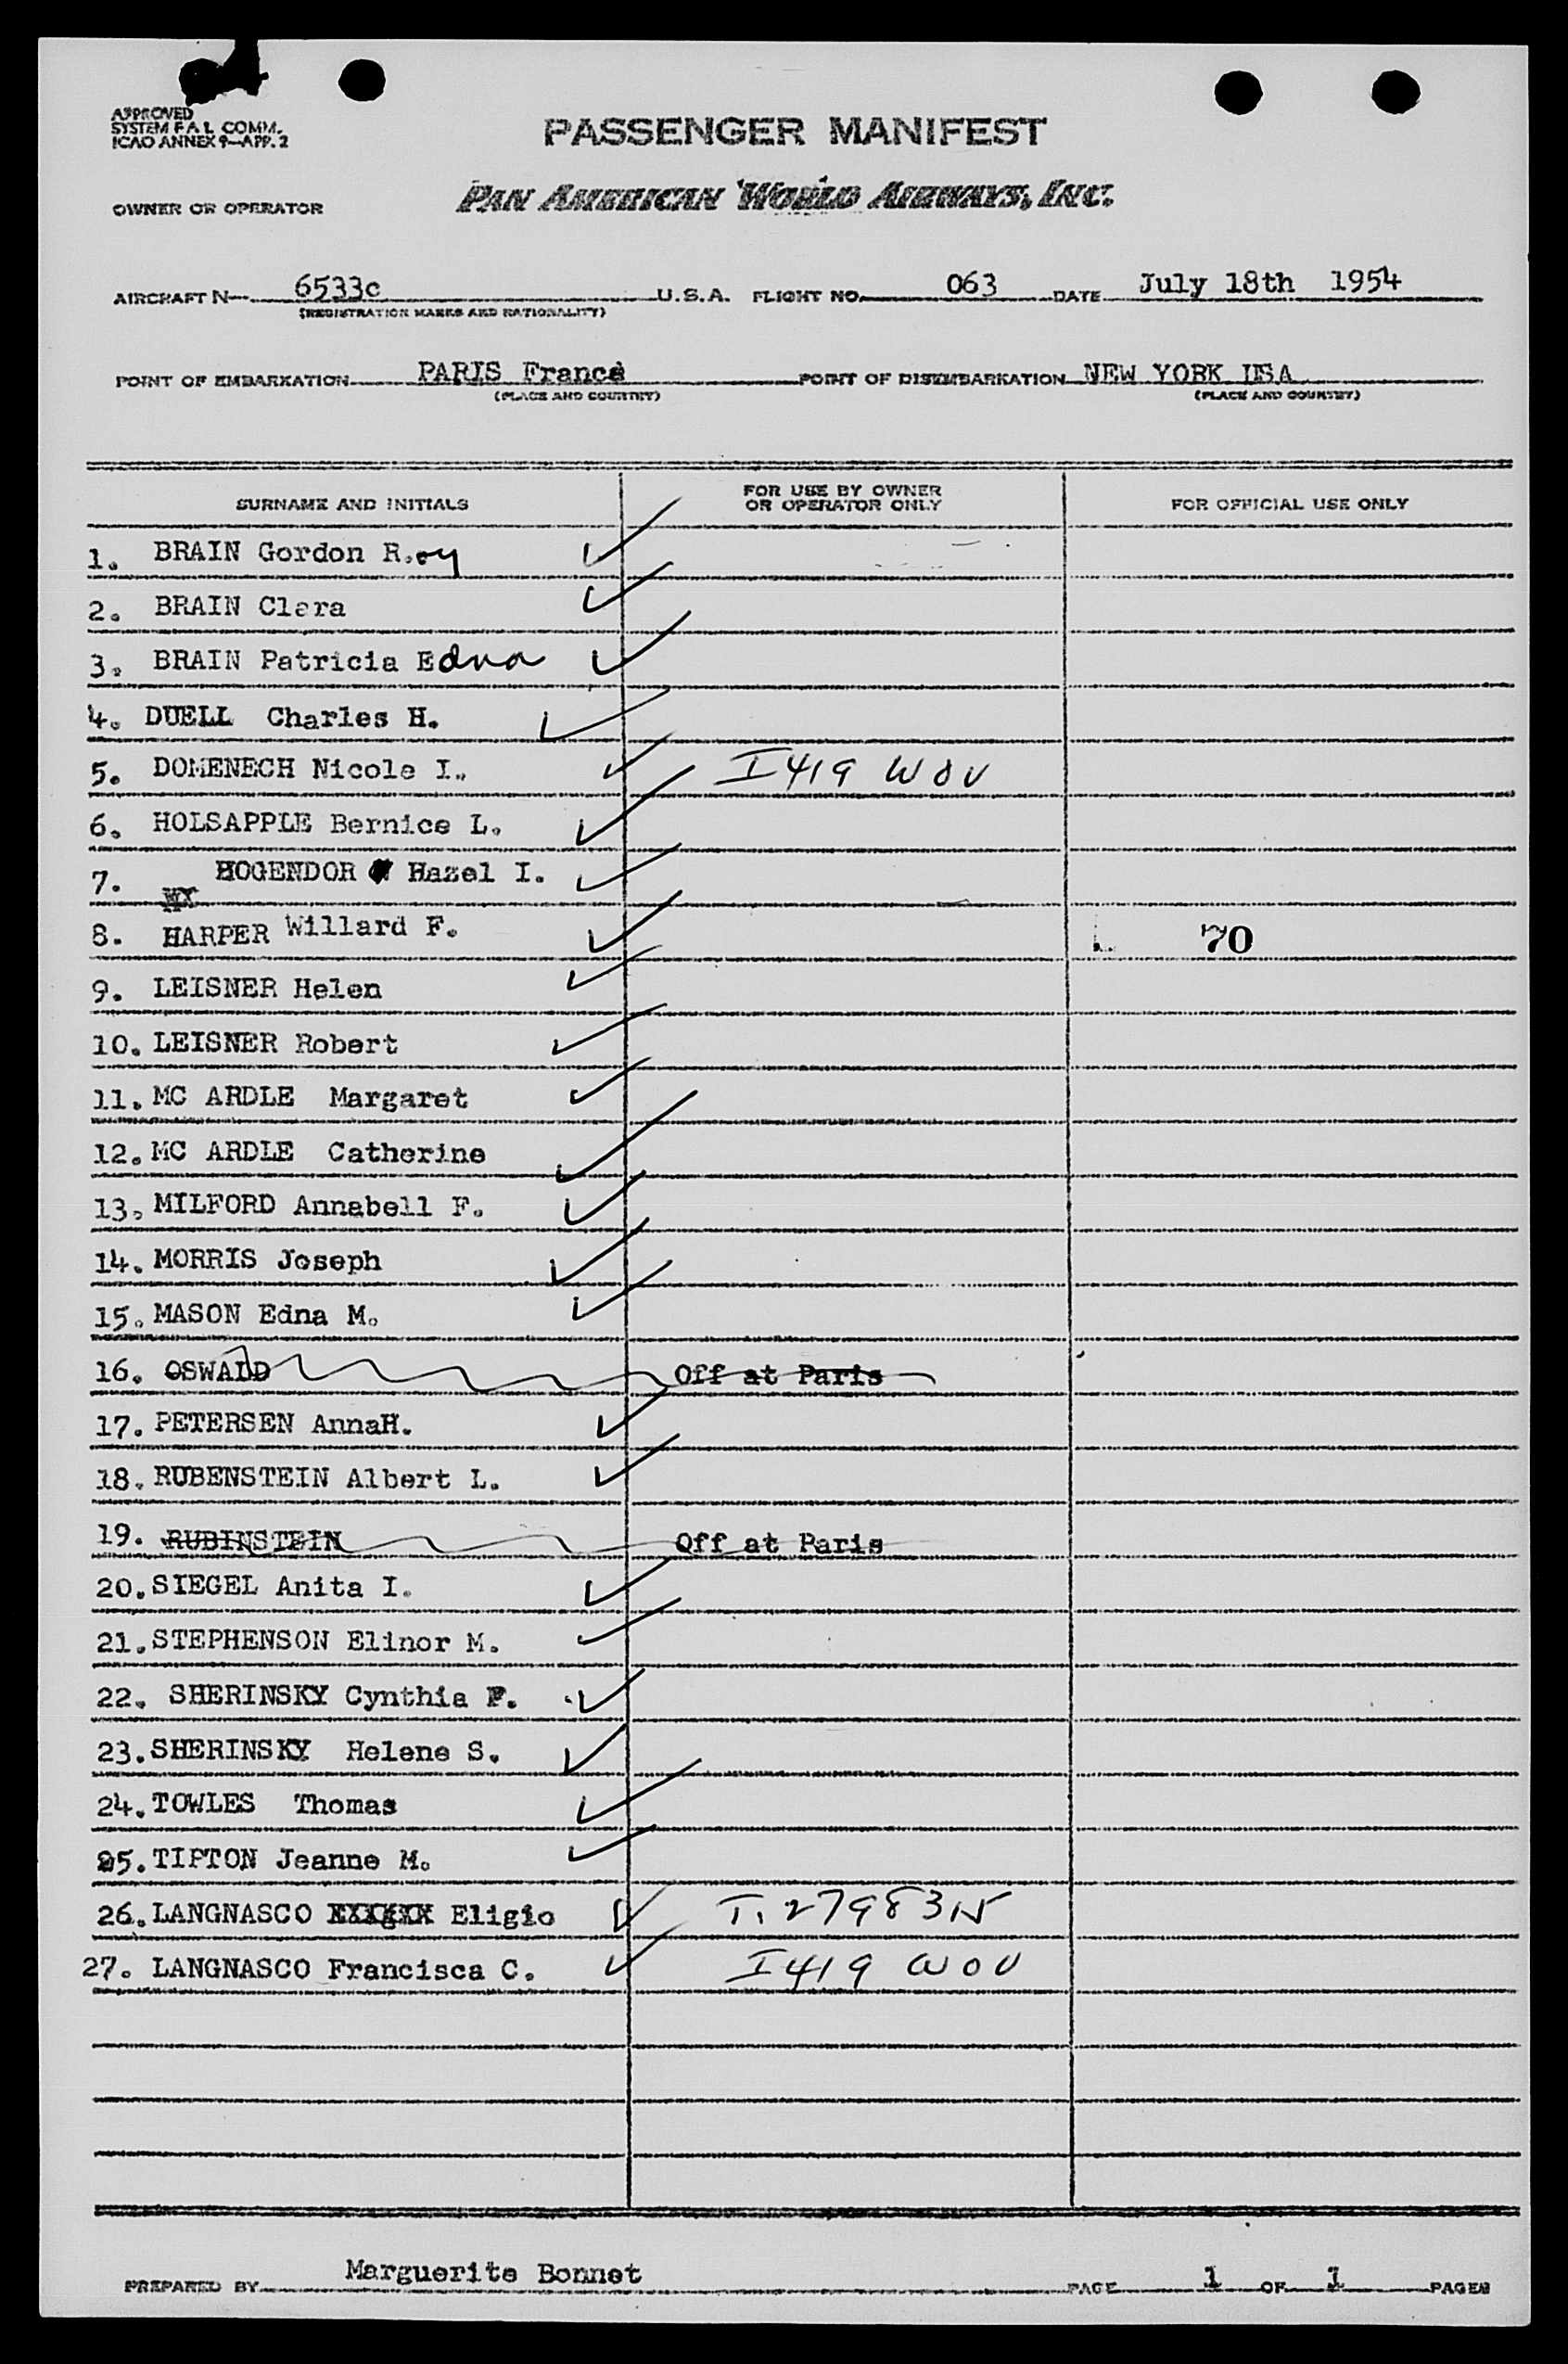 APPROVED
SYSTEM F.A.L. COMM.
ICAO ANNEX 9—APP. 2
PASSENGER MANIFEST
OWNER OR OPERATOR PAN AMERICAN WORLD AIRWAYS, INC.
AIRCRAFT N— 6533c U.S.A. FLIGHT NO. 063 DATE July 18th 1954
(REGISTRATION MARKS AND NATIONALITY)
POINT OF EMBARKATION PARIS France POINT OF DISEMBARKATION NEW YORK USA
(PLACE AND COUNTRY) (PLACE AND COUNTRY)
SURNAME AND INITIALS FOR USE BY OWNER OR OPERATOR ONLY FOR OFFICIAL USE ONLY
1. BRAIN Gordon R.oy
2. BRAIN Clara
3. BRAIN Patricia Edna
4. DUELL Charles H.
5. DOMENECH Nicole I. I 419 WOV
6. HOLSAPPLE Bernice L.
7. HOGENDOR Hazel I.
8. HARPER Willard F. 70
9. LEISNER Helen
10. LEISNER Robert
11. MC ARDLE Margaret
12. MC ARDLE Catherine
13. MILFORD Annabell F.
14. MORRIS Joseph
15. MASON Edna M.
16. OSWALD Off at Paris
17. PETERSEN AnnaH.
18. RUBENSTEIN Albert L.
19. RUBINSTEIN Off at Paris
20. SIEGEL Anita I.
21. STEPHENSON Elinor M.
22. SHERINSKY Cynthia F.
23. SHERINSKY Helene S.
24. TOWLES Thomas
25. TIPTON Jeanne M.
26. LANGNASCO Eligio
27. LANGNASCO Francisca C. I 419 WOV
PREPARED BY Marguerite Bonnet PAGE 1 OF 1 PAGES